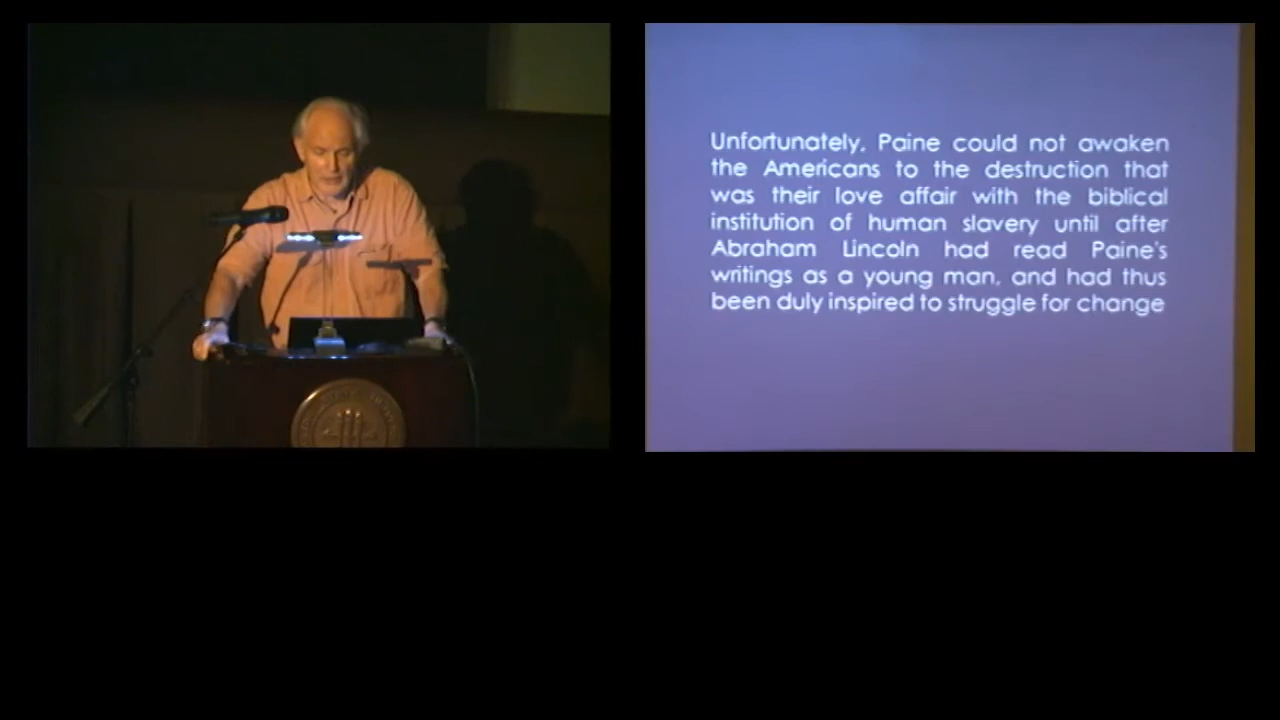 Unfortunately, Paine could not awaken
the Americans to the destruction that
was their love affair with the biblical
institution of human slavery until after
Abraham Lincoln had read Paine's
writings as a young man, and had thus
been duly inspired to struggle for change